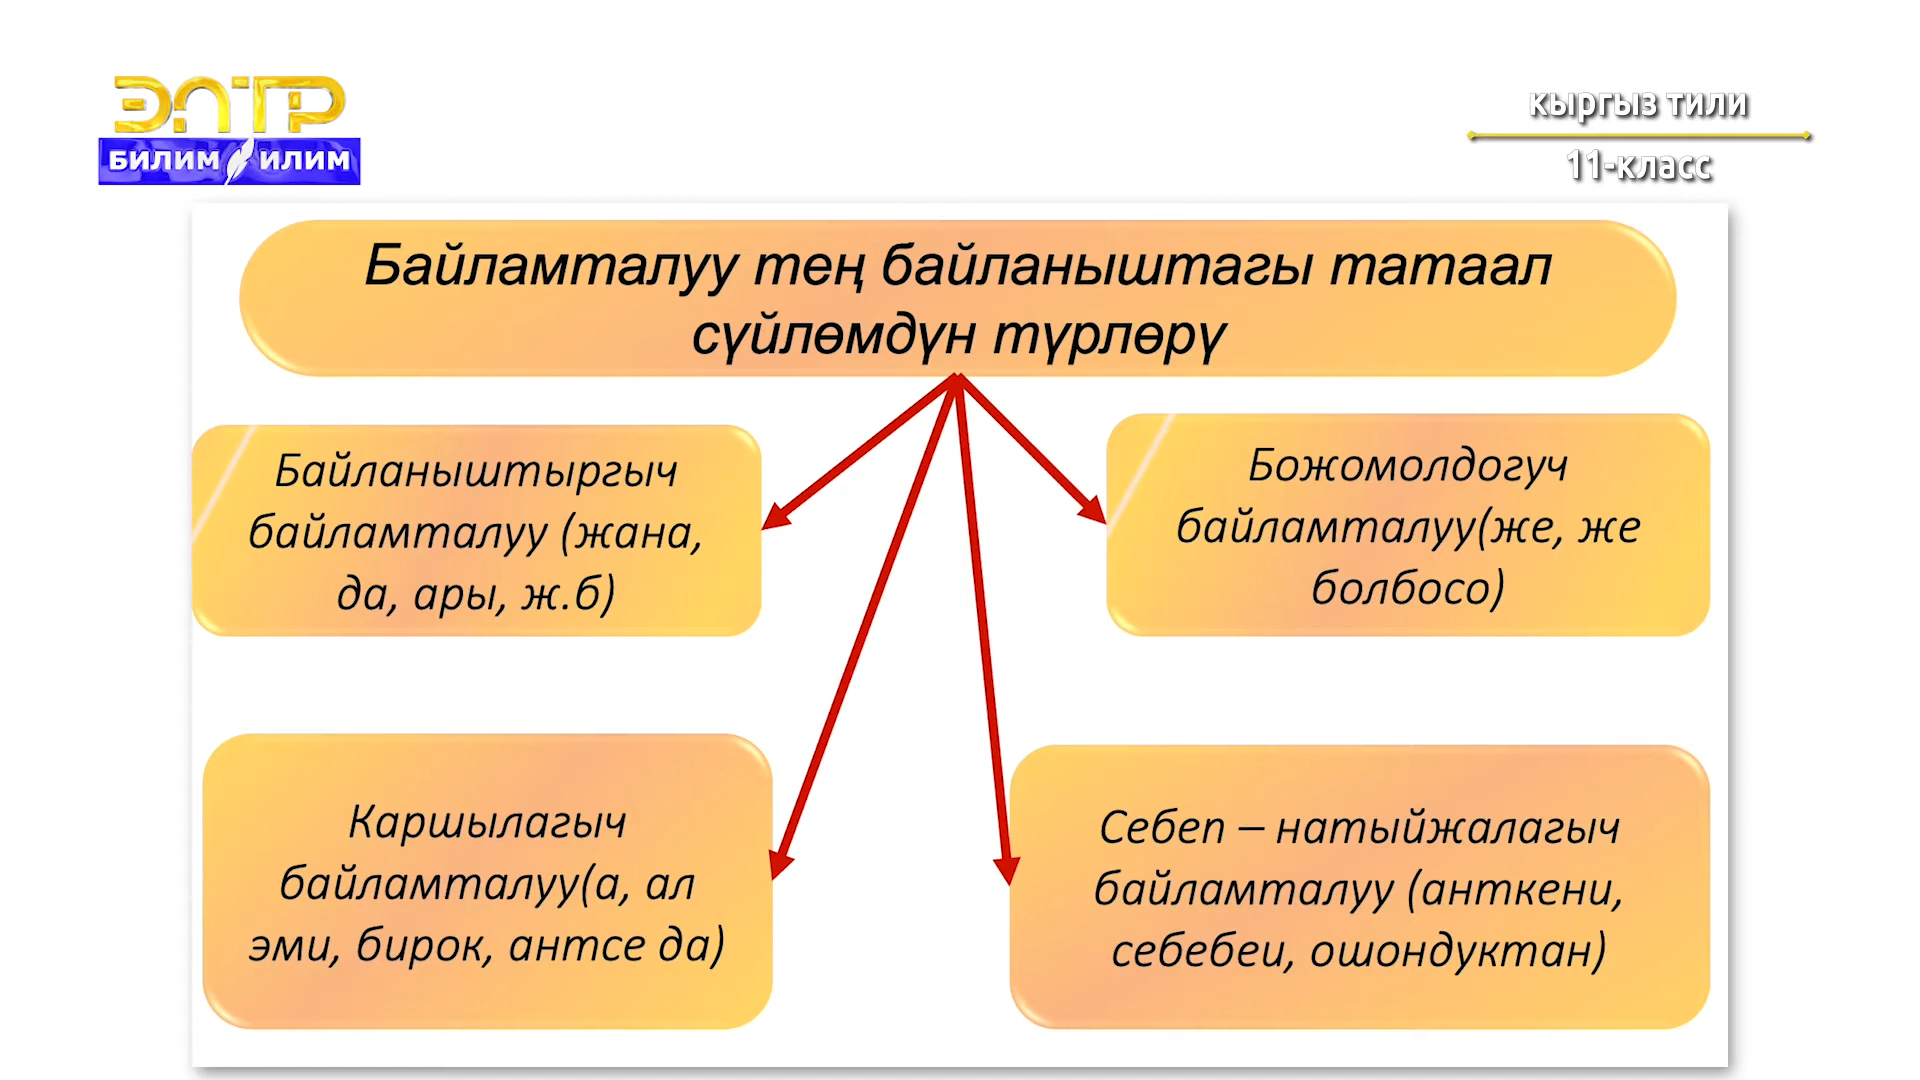 ЭЛТР
БИЛИМ ИЛИМ
кыргыз тили
11-класс
Байламталуу тең байланыштагы татаал
сүйлөмдүн түрлөрү
Байланыштыргыч
байламталуу (жана,
да, ары, ж.б)
Божомолдогуч
байламталуу(же, же
болбосо)
Каршылагыч
байламталуу(а, ал
эми, бирок, антсе да)
Себеп – натыйжалагыч
байламталуу (анткени,
себебеи, ошондуктан)